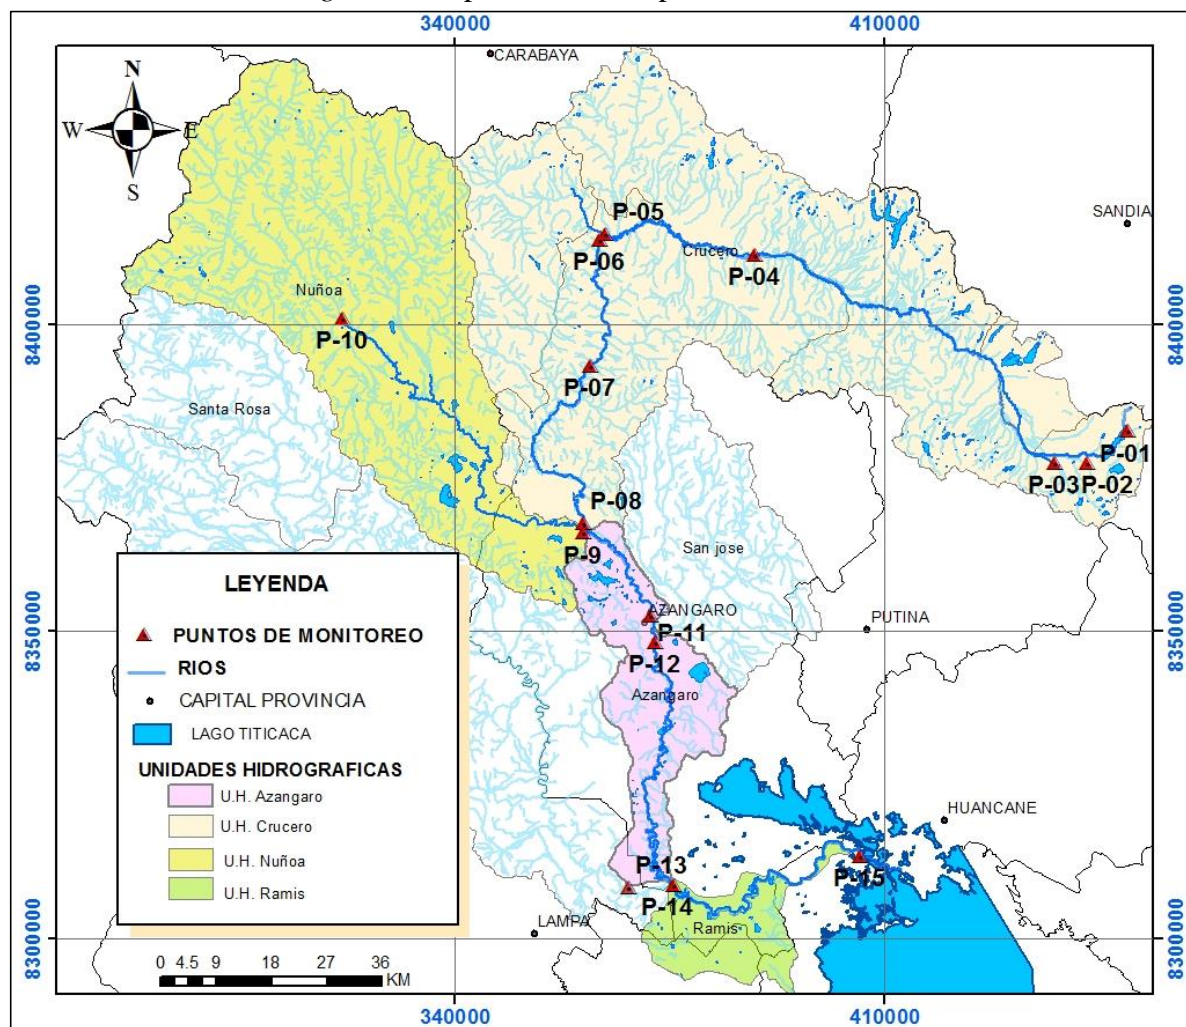 340000
410000
N
W
E
S
CARABAYA
SANDIA
P-05
P-06
Crucero
P-04
Nuñoa
P-10
8400000
8400000
P-07
Santa Rosa
P-01
P-03
P-02
P-08
P-9
San jose
AZANGARO
PUTINA
P-11
8350000
8350000
P-12
Azangaro
LEYENDA
PUNTOS DE MONITOREO
RIOS
CAPITAL PROVINCIA
LAGO TITICACA
UNIDADES HIDROGRAFICAS
U.H. Azangaro
U.H. Crucero
U.H. Nuñoa
U.H. Ramis
HUANCANE
P-13
P-15
P-14
LAMPA
Ramis
8300000
8300000
0 4.5 9 18 27 36
KM
340000
410000